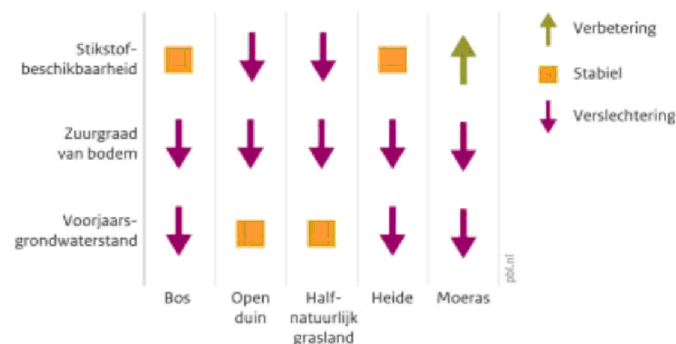 Stikstof-
beschikbaarheid
Zuurgraad
van bodem
Voorjaars-
grondwaterstand
Bos
Open
duin
Half-
natuurlijk
grasland
Heide
Moeras
Verbetering
Stabiel
Verslechtering
pbl.nl